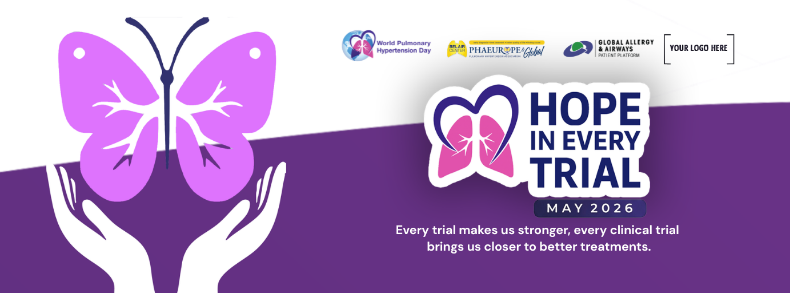 World Pulmonary
Hypertension Day
PHAEUROPE & Global
GLOBAL ALLERGY
& AIRWAYS
PATIENT PLATFORM
YOUR LOGO HERE
HOPE
IN EVERY
TRIAL
MAY 2026
Every trial makes us stronger, every clinical trial
brings us closer to better treatments.